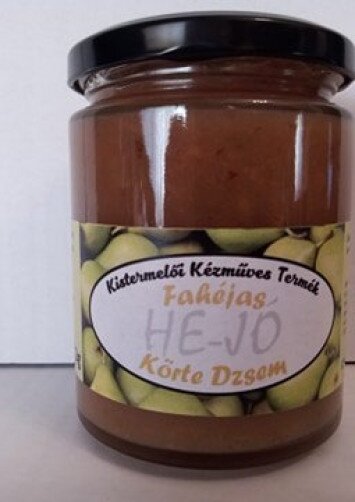 Kistermelői Kézműves Termék
Fahéjas
HE-JÓ
Körte Dzsem